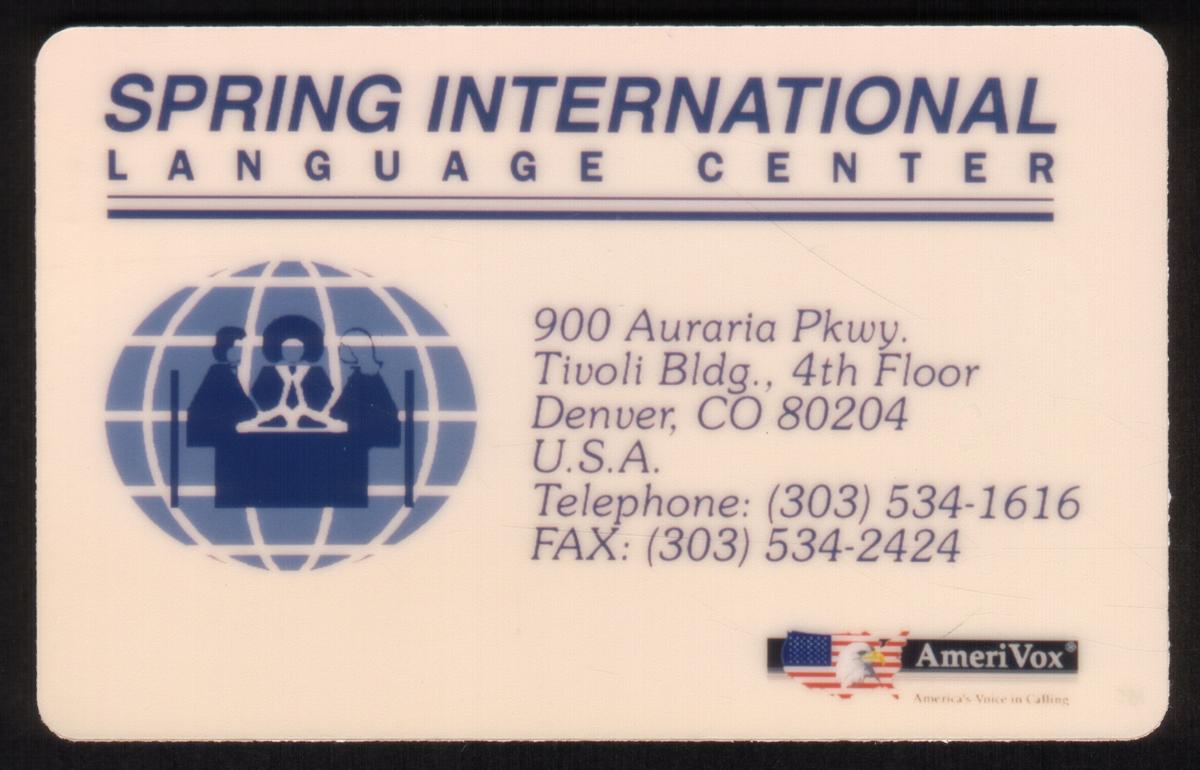 SPRING INTERNATIONAL
LANGUAGE CENTER
900 Auraria Pkwy.
Tivoli Bldg., 4th Floor
Denver, CO 80204
U.S.A.
Telephone: (303) 534-1616
FAX: (303) 534-2424
AmeriVox®
America's Voice in Calling